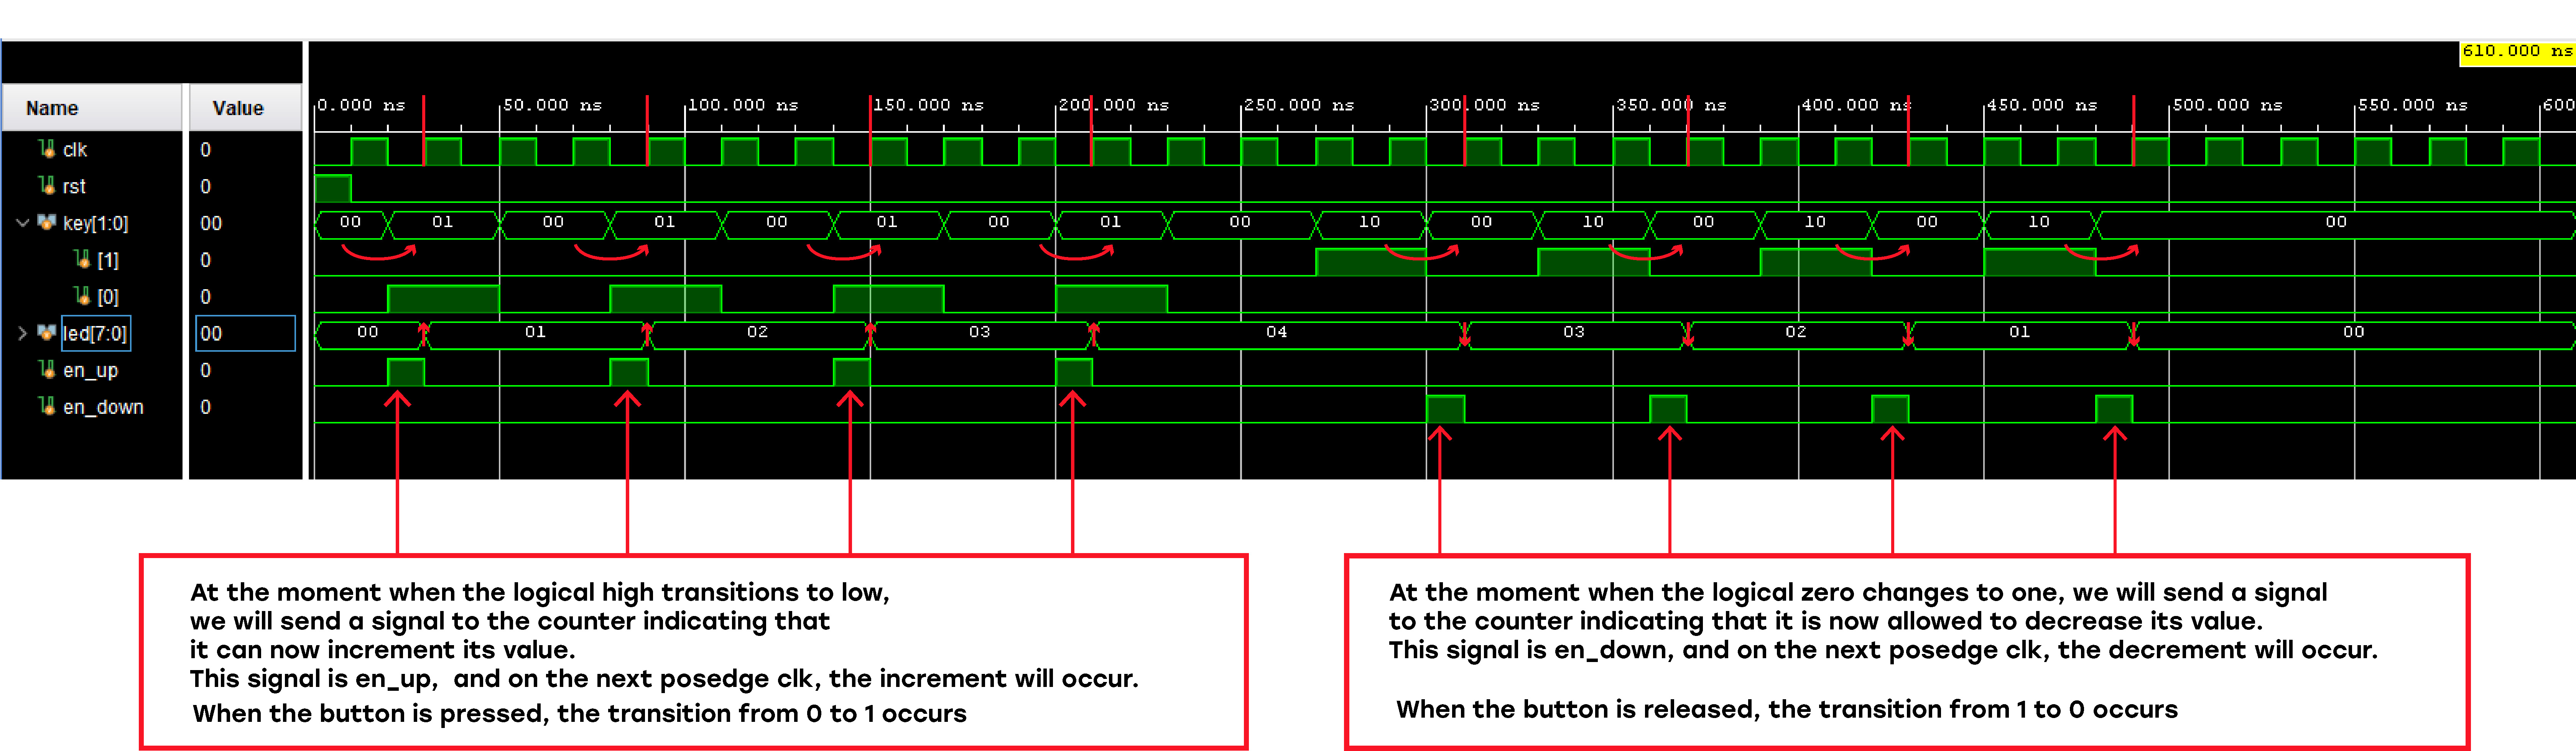 610.000 ns
Name Value
0.000 ns 50.000 ns 100.000 ns 150.000 ns 200.000 ns 250.000 ns 300.000 ns 350.000 ns 400.000 ns 450.000 ns 500.000 ns 550.000 ns 600
clk 0
rst 0
key[1:0] 00 00 01 00 01 00 01 00 01 00 10 00 10 00 10 00 10 00
[1] 0
[0] 0
led[7:0] 00 00 01 02 03 04 03 02 01 00
en_up 0
en_down 0
At the moment when the logical high transitions to low,
we will send a signal to the counter indicating that
it can now increment its value.
This signal is en_up, and on the next posedge clk, the increment will occur.
When the button is pressed, the transition from 0 to 1 occurs
At the moment when the logical zero changes to one, we will send a signal
to the counter indicating that it is now allowed to decrease its value.
This signal is en_down, and on the next posedge clk, the decrement will occur.
When the button is released, the transition from 1 to 0 occurs